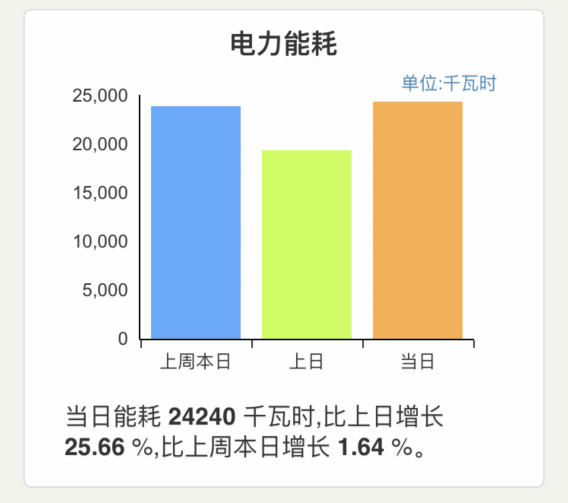 电力能耗
单位:千瓦时
25,000
20,000
15,000
10,000
5,000
0
上周本日 上日 当日
当日能耗 24240 千瓦时,比上日增长
25.66 %,比上周本日增长 1.64 %。